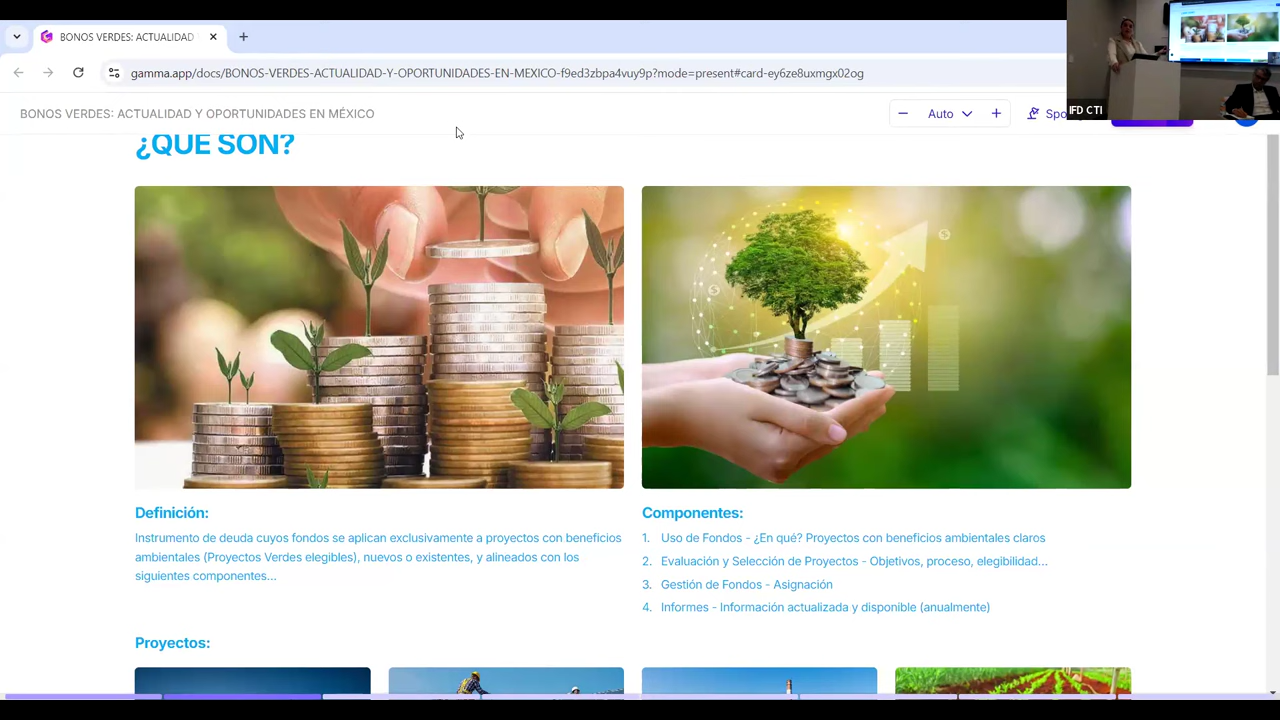 BONOS VERDES: ACTUALIDAD
gamma.app/docs/BONOS-VERDES-ACTUALIDAD-Y-OPORTUNIDADES-EN-MEXICO-f9ed3zbpa4vuy9p?mode=present#card-ey6ze8uxmgx02og
BONOS VERDES: ACTUALIDAD Y OPORTUNIDADES EN MÉXICO
Auto
IFD CTI
¿QUÉ SON?
Definición:
Instrumento de deuda cuyos fondos se aplican exclusivamente a proyectos con beneficios
ambientales (Proyectos Verdes elegibles), nuevos o existentes, y alineados con los
siguientes componentes...
Componentes:
1. Uso de Fondos - ¿En qué? Proyectos con beneficios ambientales claros
2. Evaluación y Selección de Proyectos - Objetivos, proceso, elegibilidad...
3. Gestión de Fondos - Asignación
4. Informes - Información actualizada y disponible (anualmente)
Proyectos: